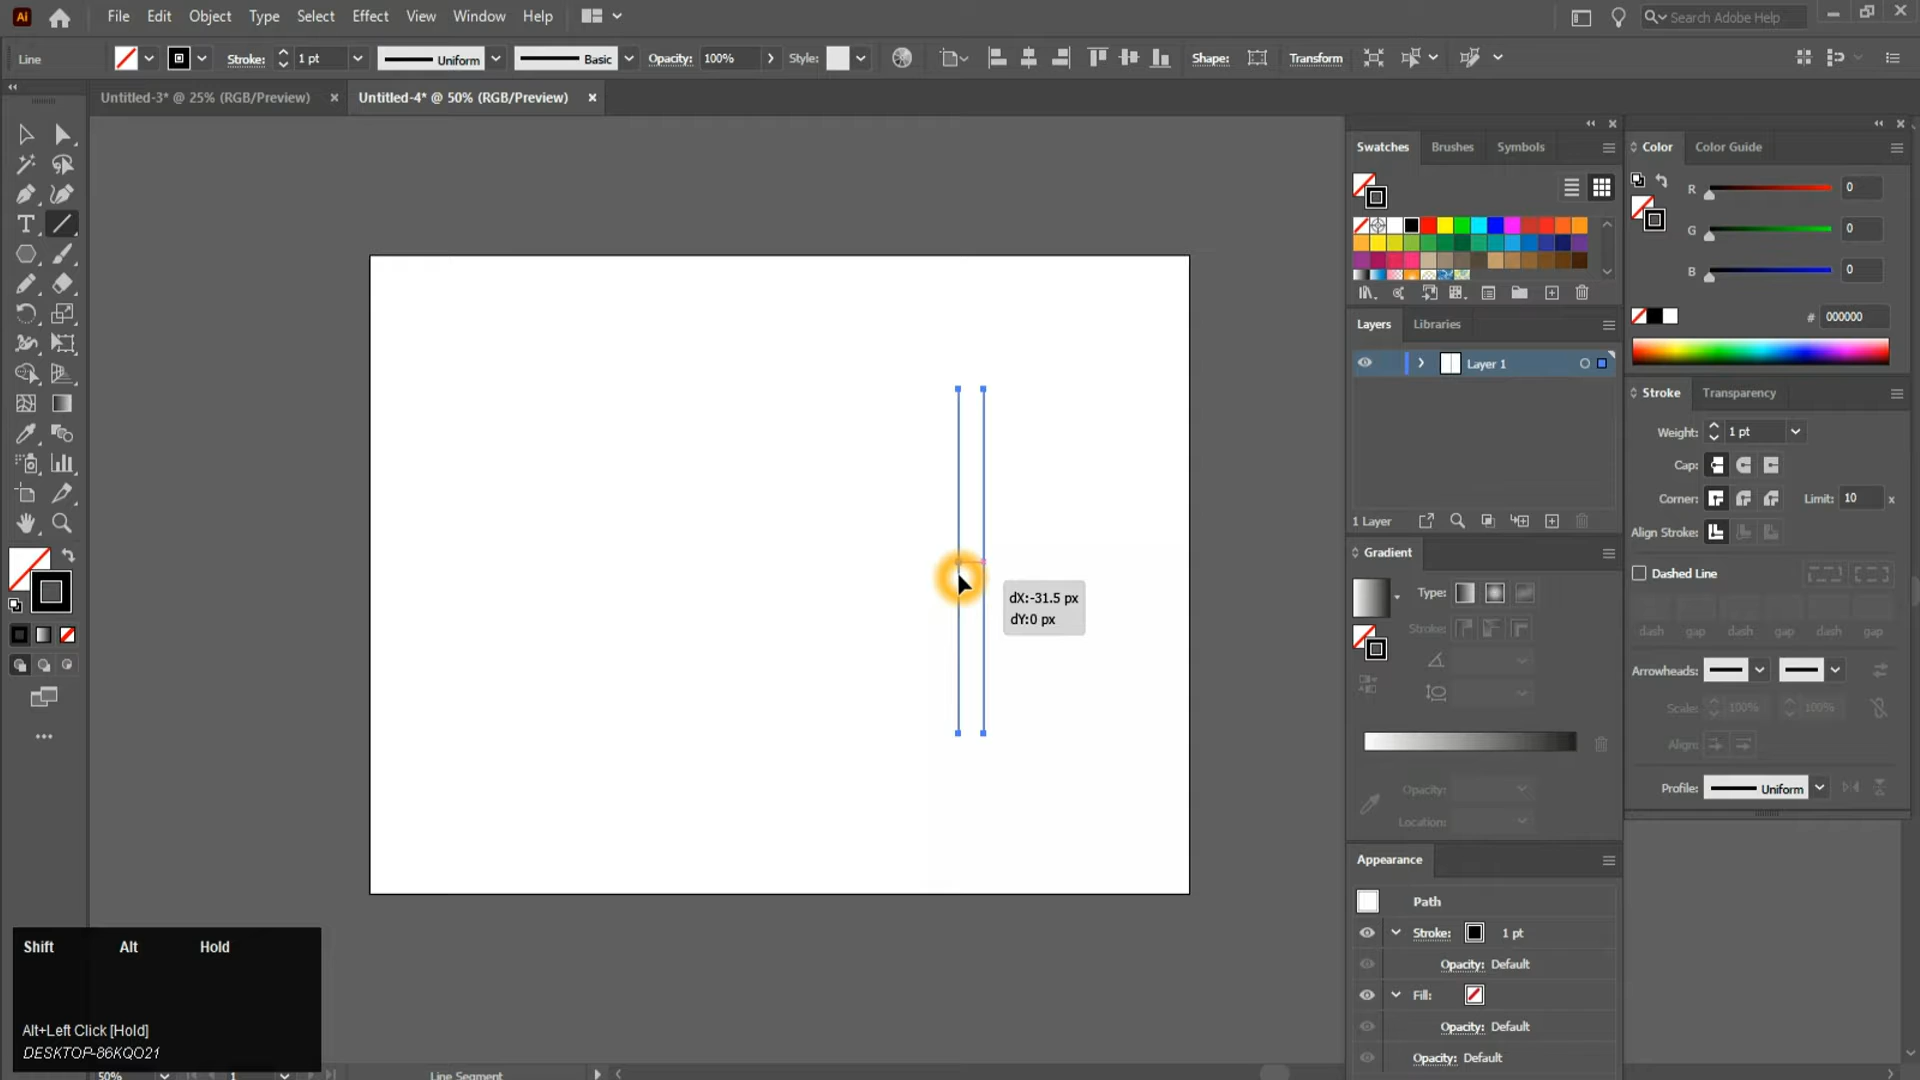 Ai File Edit Object Type Select Effect View Window Help Search Adobe Help
Line Stroke: 1 pt Uniform Basic Opacity: 100% Style: Shape: Transform
Untitled-3* @ 25% (RGB/Preview) × Untitled-4* @ 50% (RGB/Preview) ×
Swatches Brushes Symbols
Color Color Guide
R 0
G 0
B 0
# 000000
Layers Libraries
Layer 1
1 Layer
Stroke Transparency
Weight: 1 pt
Cap:
Corner: Limit: 10 x
Align Stroke:
Dashed Line
dash gap dash gap dash gap
Arrowheads:
Scale: 100% 100%
Align:
Profile: Uniform
Gradient
Type:
Stroke:
Opacity:
Location:
Appearance
Path
Stroke: 1 pt
Opacity: Default
Fill:
Opacity: Default
Opacity: Default
dX:-31.5 px
dY:0 px
Shift Alt Hold
Alt+Left Click [Hold]
DESKTOP-86KQO21
50% 1 Line Segment